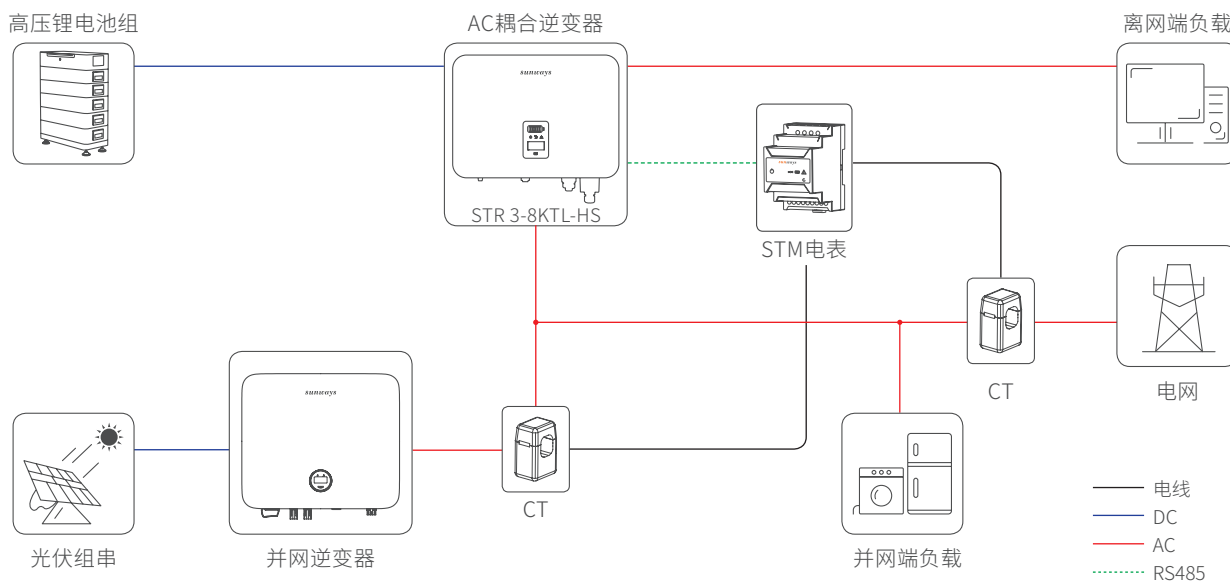 高压锂电池组
AC耦合逆变器
离网端负载
sunways
STR 3-8KTL-HS
sunways
STM电表
sunways
CT
电网
CT
光伏组串
并网逆变器
并网端负载
电线
DC
AC
RS485